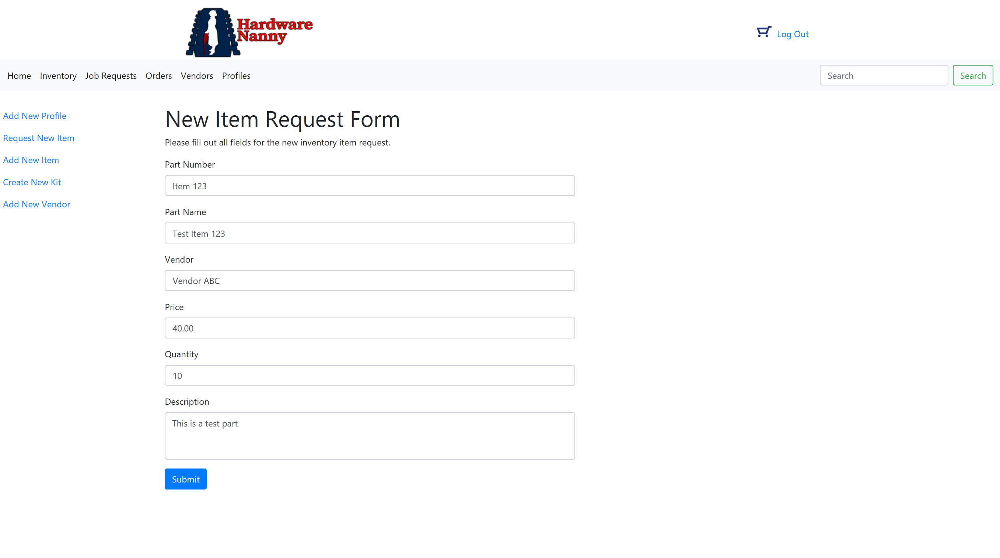 Hardware
Nanny
Log Out
Home Inventory Job Requests Orders Vendors Profiles Search Search
Add New Profile
Request New Item
Add New Item
Create New Kit
Add New Vendor
New Item Request Form
Please fill out all fields for the new inventory item request.
Part Number
Item 123
Part Name
Test Item 123
Vendor
Vendor ABC
Price
40.00
Quantity
10
Description
This is a test part
Submit